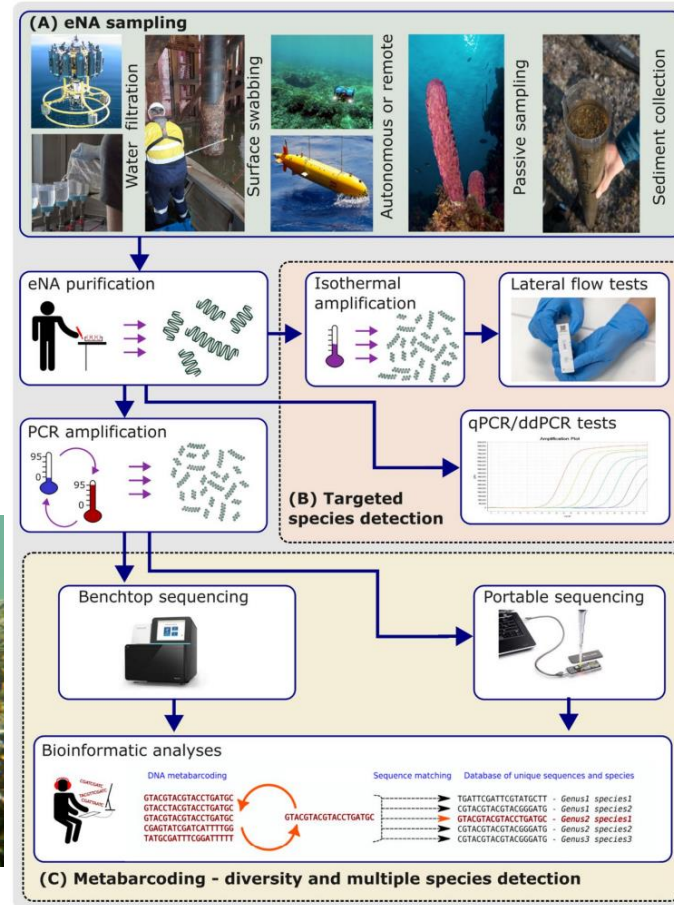 (A) eNA sampling
Water filtration
Surface swabbing
Autonomous or remote
Passive sampling
Sediment collection
eNA purification
Isothermal
amplification
Lateral flow tests
PCR amplification
95
0
95
0
qPCR/ddPCR tests
Amplification Plot
(B) Targeted
species detection
Benchtop sequencing
Portable sequencing
Bioinformatic analyses
DNA metabarcoding
Sequence matching
Database of unique sequences and species
GTACGTACGTACCTGATGC
GTACCTACGTACCTGATGC
GTACGTACGTACCTGATGC
CGAGTATCGATCATTTTGG
TATGCGATTTCGGATTTTT
GTACGTACGTACCTGATGC
TGATTCGATTCGTATGCTT - Genus1 species1
CGTACGTACGTACGGGATG - Genus1 species2
GTACGTACGTACCTGATGC - Genus2 species1
CGTACGTACGTACGGGATG - Genus2 species2
CGTACGTACGTACGGGATG - Genus3 species3
(C) Metabarcoding - diversity and multiple species detection